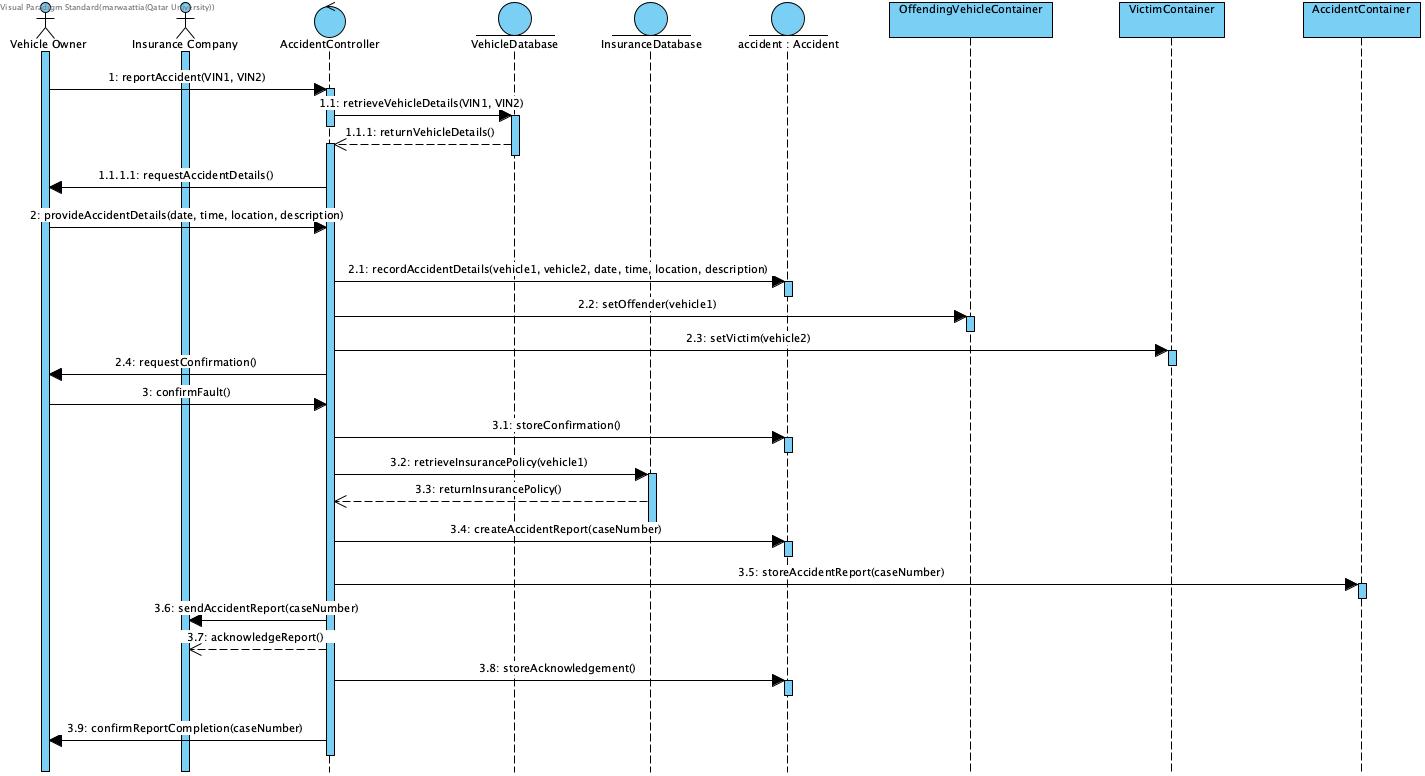 Visual Paradigm Standard(marwaattia(Qatar University))
Vehicle Owner
Insurance Company
AccidentController
VehicleDatabase
InsuranceDatabase
accident : Accident
OffendingVehicleContainer
VictimContainer
AccidentContainer
1: reportAccident(VIN1, VIN2)
1.1: retrieveVehicleDetails(VIN1, VIN2)
1.1.1: returnVehicleDetails()
1.1.1.1: requestAccidentDetails()
2: provideAccidentDetails(date, time, location, description)
2.1: recordAccidentDetails(vehicle1, vehicle2, date, time, location, description)
2.2: setOffender(vehicle1)
2.3: setVictim(vehicle2)
2.4: requestConfirmation()
3: confirmFault()
3.1: storeConfirmation()
3.2: retrieveInsurancePolicy(vehicle1)
3.3: returnInsurancePolicy()
3.4: createAccidentReport(caseNumber)
3.5: storeAccidentReport(caseNumber)
3.6: sendAccidentReport(caseNumber)
3.7: acknowledgeReport()
3.8: storeAcknowledgement()
3.9: confirmReportCompletion(caseNumber)